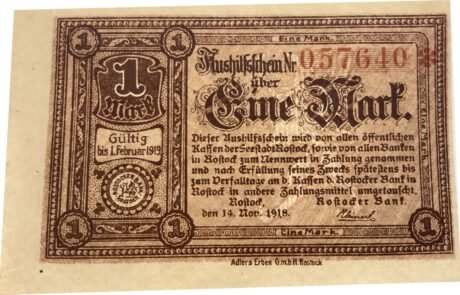 Eine Mark.
Aushilfsschein Nr. 057640 *
über
Eine Mark.
1
Mark
Gültig
bis 1. Februar 1919.
Dieser Aushilfsschein wird von allen öffentlichen
Kassen der Seestadt Rostock, sowie von allen Banken
in Rostock zum Nennwert in Zahlung genommen
und nach Erfüllung seines Zwecks spätestens bis
zum Verfalltage an d. Kassen d. Rostocker Bank in
Rostock in andere Zahlungsmittel umgetauscht.
Rostock, Rostocker Bank.
den 14. Nov. 1918.
1
1
1
1
Eine Mark.
Adlers Erben G.m.b.H Rostock